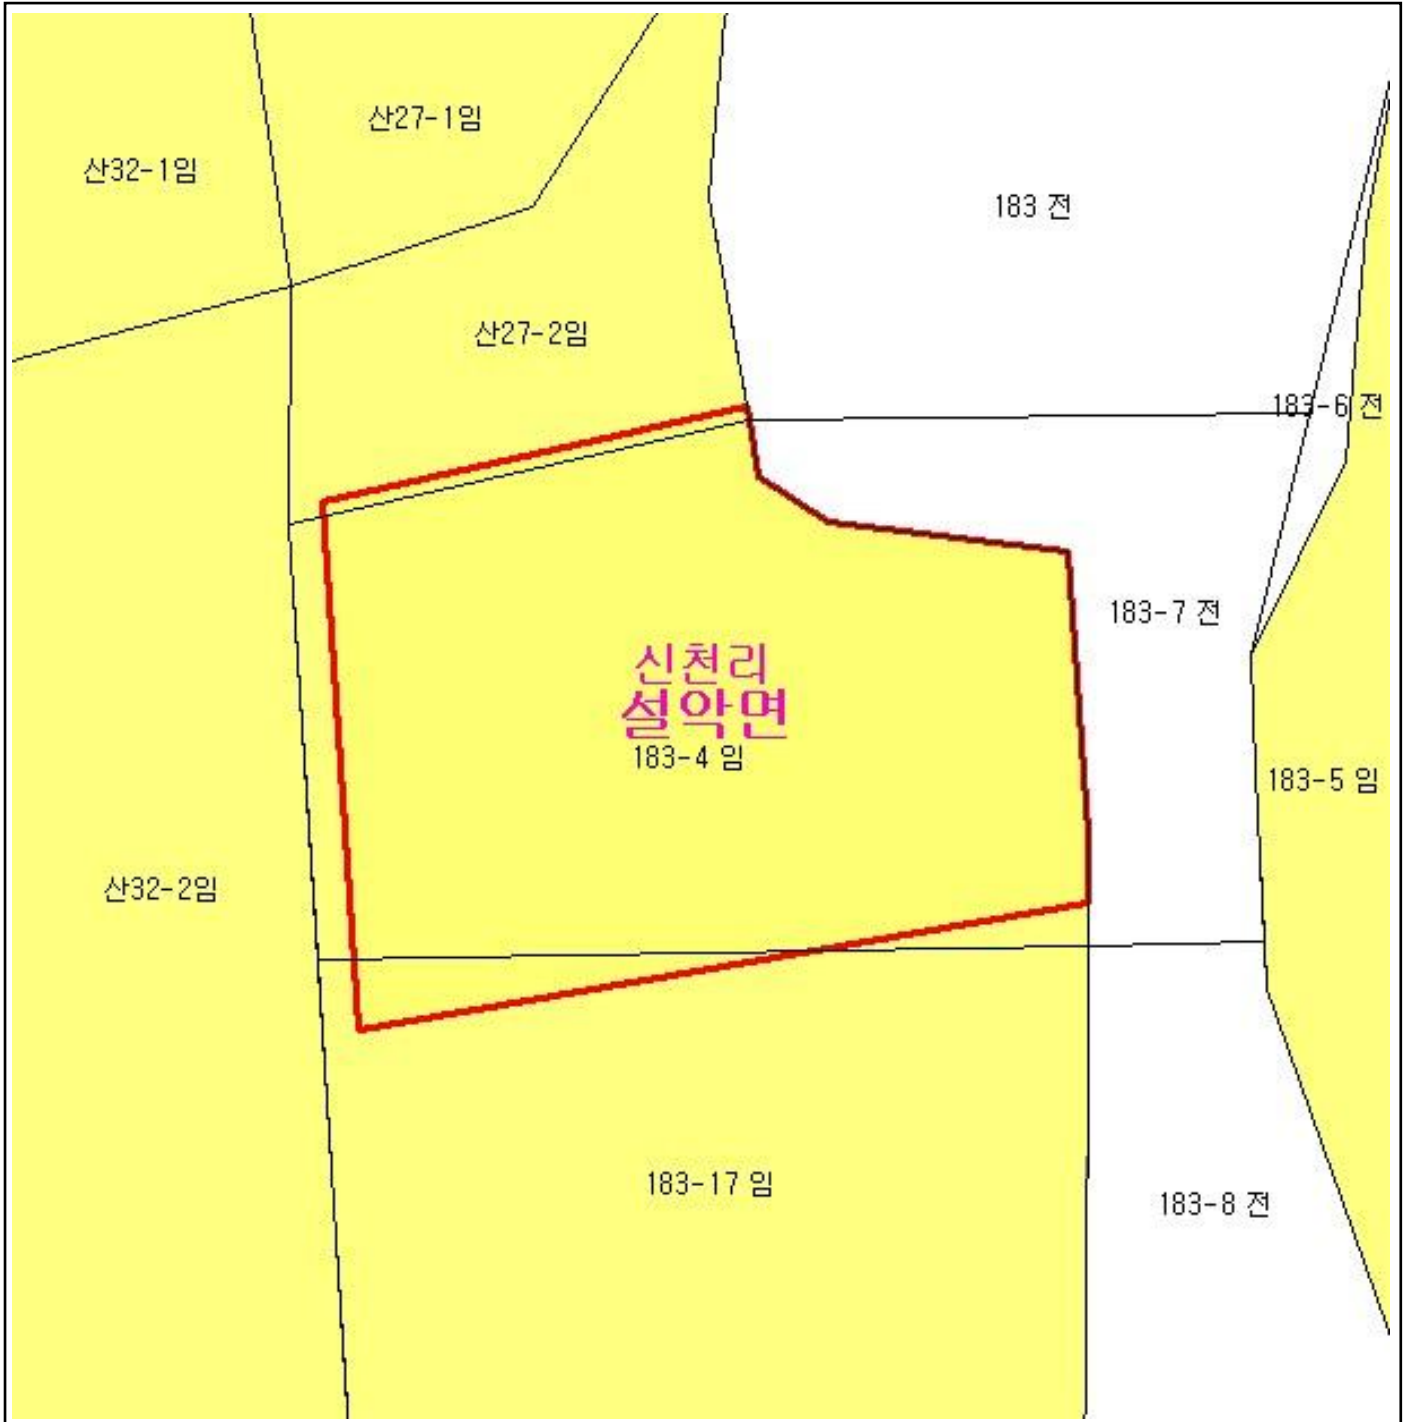 산27-1임
산32-1임
183 전
산27-2임
183-6 전
183-7 전
신천리
설악면
183-4 임
183-5 임
산32-2임
183-17 임
183-8 전